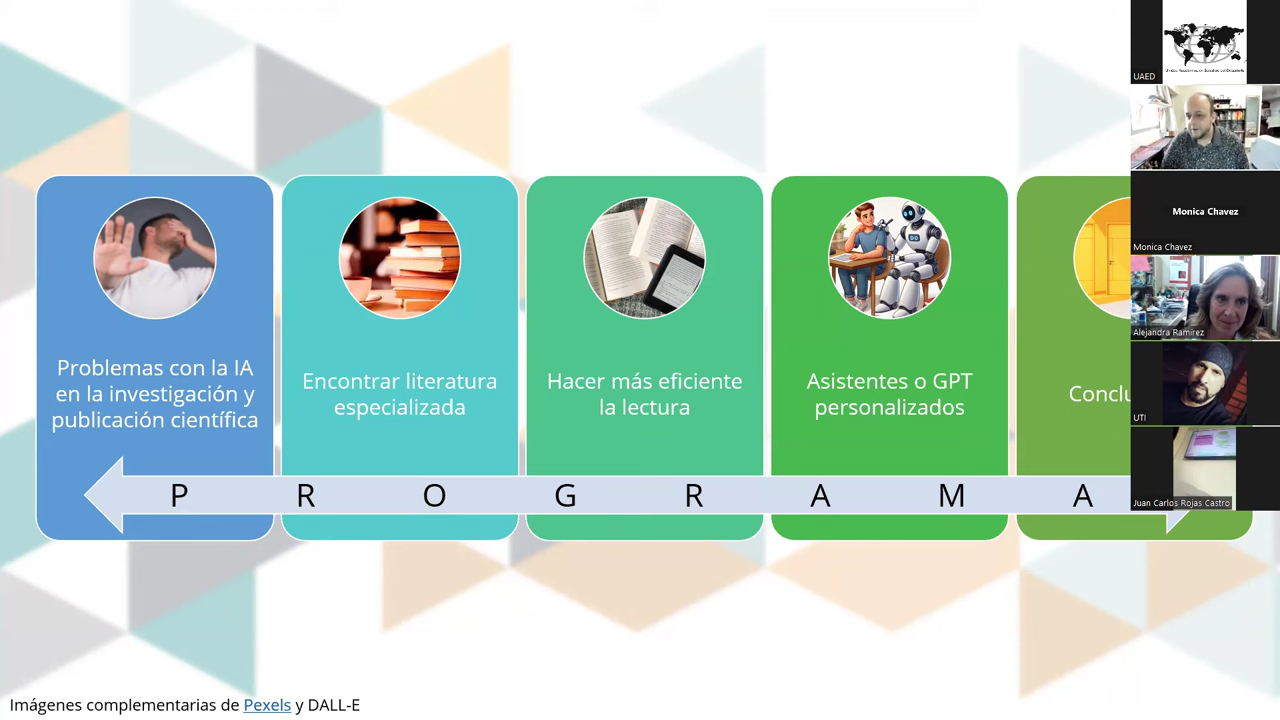 Problemas con la IA
en la investigación y
publicación científica
Encontrar literatura
especializada
Hacer más eficiente
la lectura
Asistentes o GPT
personalizados
P R O G R A M A
Imágenes complementarias de Pexels y DALL-E
UAED
Monica Chavez
Monica Chavez
Alejandra Ramírez
UTI
Juan Carlos Rojas Castro